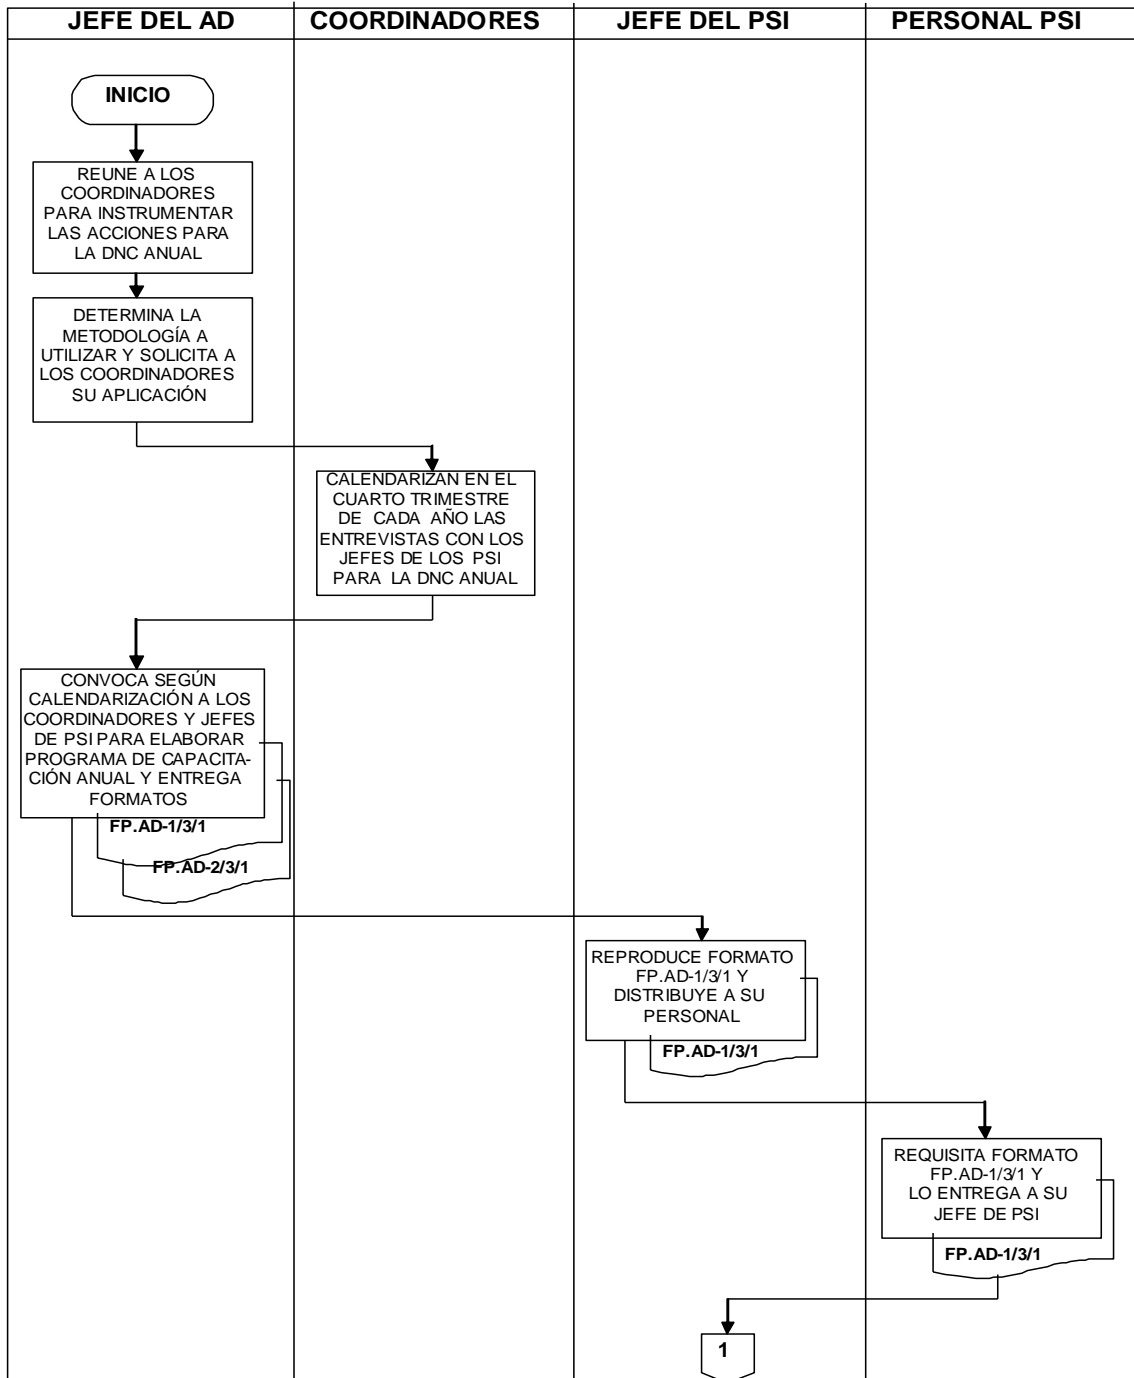 JEFE DEL AD
COORDINADORES
JEFE DEL PSI
PERSONAL PSI
INICIO
REUNE A LOS
COORDINADORES
PARA INSTRUMENTAR
LAS ACCIONES PARA
LA DNC ANUAL
DETERMINA LA
METODOLOGÍA A
UTILIZAR Y SOLICITA A
LOS COORDINADORES
SU APLICACIÓN
CALENDARIZAN EN EL
CUARTO TRIMESTRE
DE CADA AÑO LAS
ENTREVISTAS CON LOS
JEFES DE LOS PSI
PARA LA DNC ANUAL
CONVOCA SEGÚN
CALENDARIZACIÓN A LOS
COORDINADORES Y JEFES
DE PSI PARA ELABORAR
PROGRAMA DE CAPACITA-
CIÓN ANUAL Y ENTREGA
FORMATOS
FP.AD-1/3/1
FP.AD-2/3/1
REPRODUCE FORMATO
FP.AD-1/3/1 Y
DISTRIBUYE A SU
PERSONAL
FP.AD-1/3/1
REQUISITA FORMATO
FP.AD-1/3/1 Y
LO ENTREGA A SU
JEFE DE PSI
FP.AD-1/3/1
1